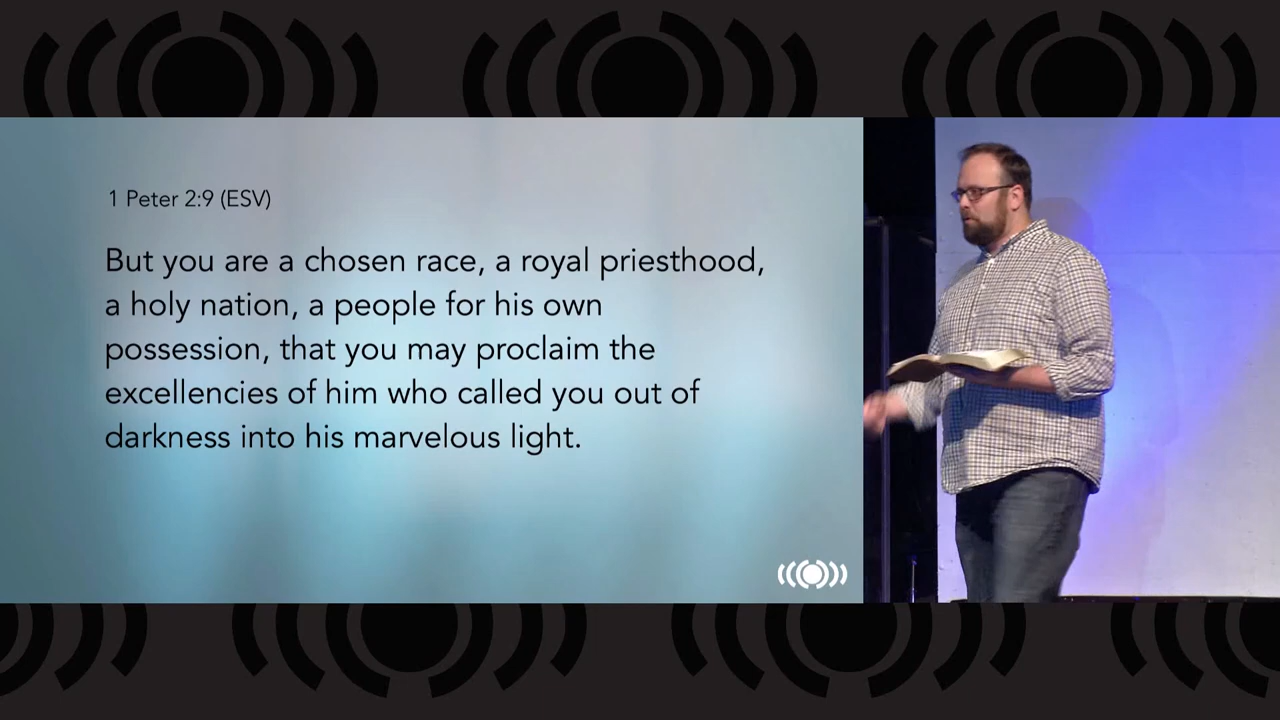 1 Peter 2:9 (ESV)
But you are a chosen race, a royal priesthood,
a holy nation, a people for his own
possession, that you may proclaim the
excellencies of him who called you out of
darkness into his marvelous light.